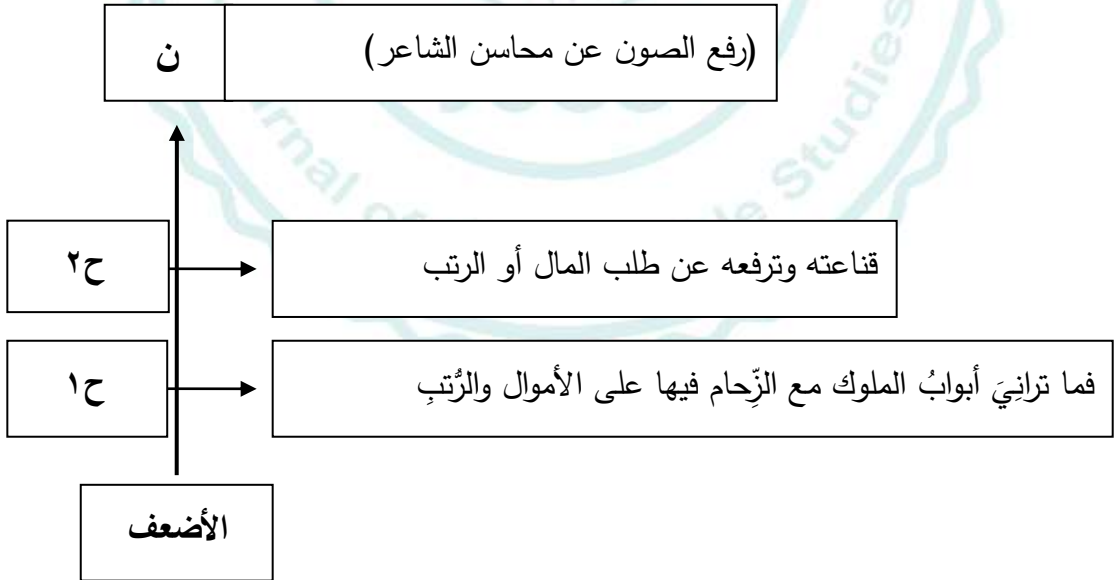 (رفع الصون عن محاسن الشاعر) ن
ح٢ قناعته وترفعه عن طلب المال أو الرتب
ح١ فما ترانِيَ أبوابُ الملوك مع الزِّحام فيها على الأموال والرُّتبِ
الأضعف